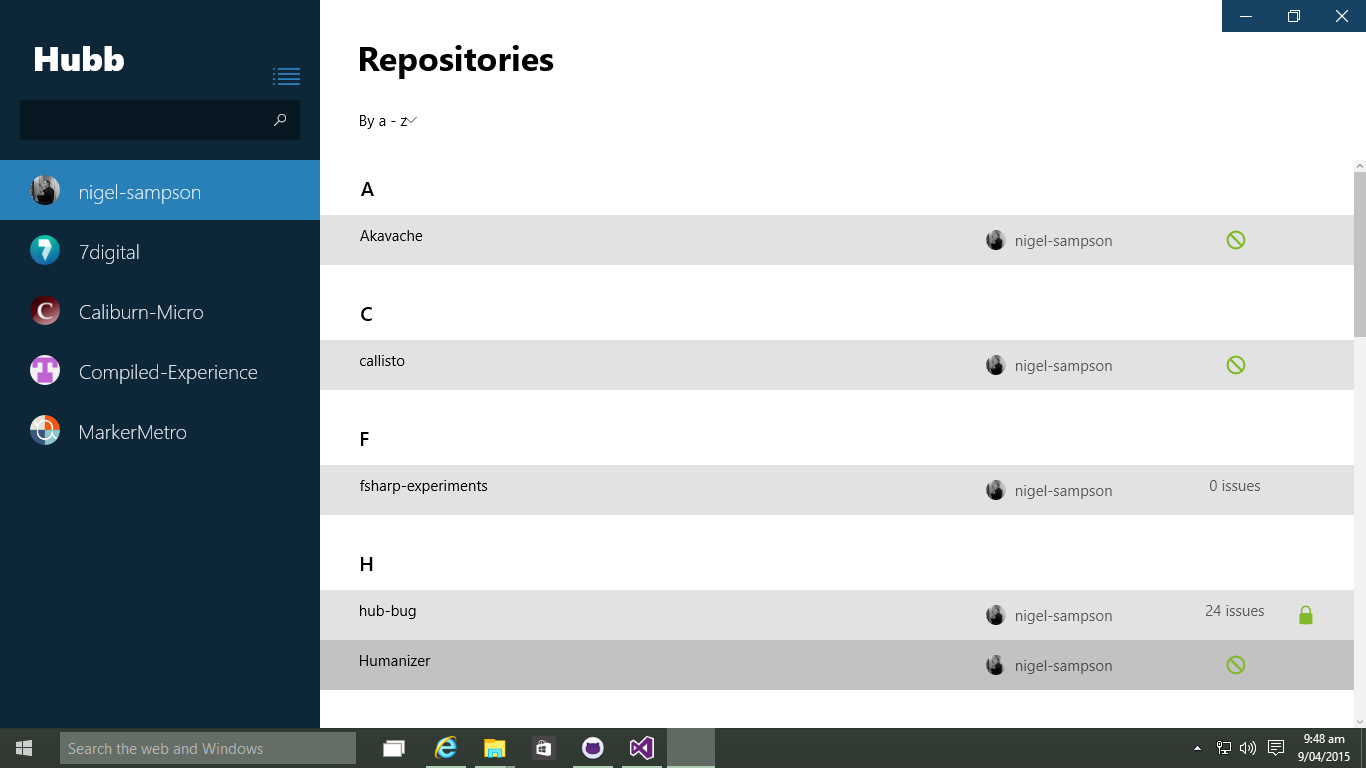 Hubb
nigel-sampson
7digital
Caliburn-Micro
Compiled-Experience
MarkerMetro
Repositories
By a - z
A
Akavache nigel-sampson
C
callisto nigel-sampson
F
fsharp-experiments nigel-sampson 0 issues
H
hub-bug nigel-sampson 24 issues
Humanizer nigel-sampson
Search the web and Windows
9:48 am
9/04/2015